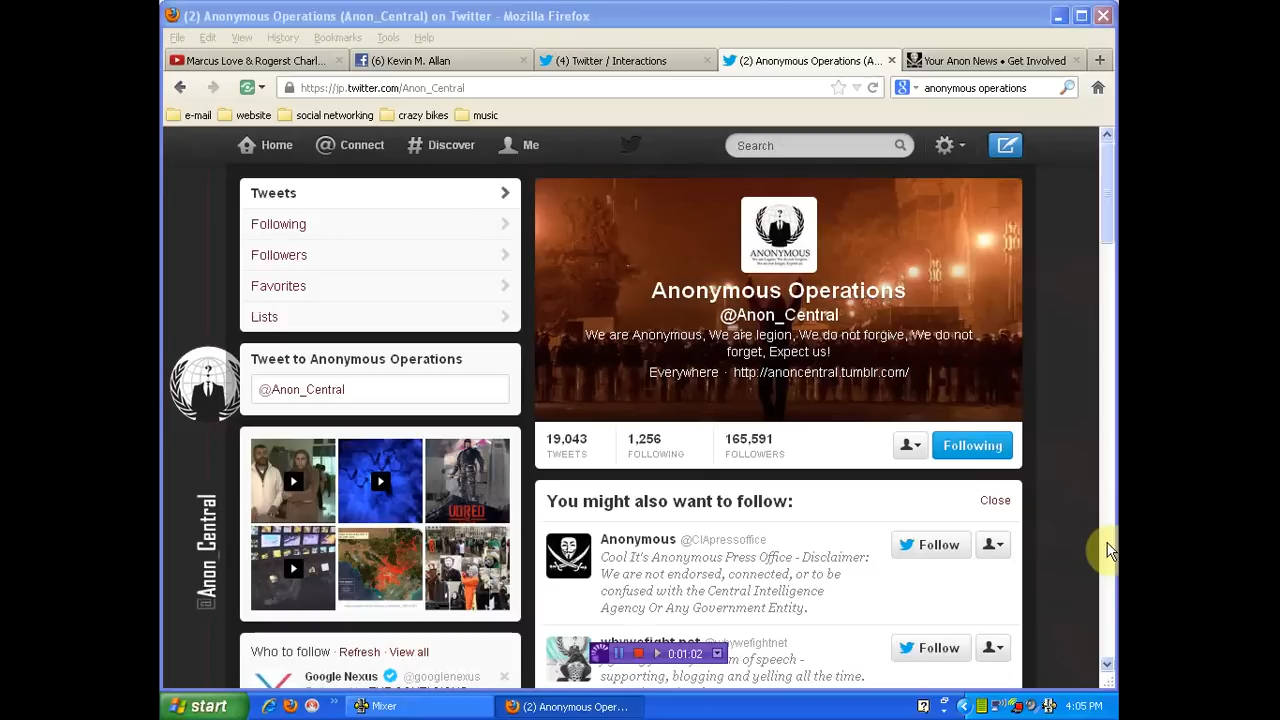 (2) Anonymous Operations (Anon_Central) on Twitter - Mozilla Firefox
File Edit View History Bookmarks Tools Help
Marcus Love & Rogerst Charl...
(6) Kevin M. Allan
(4) Twitter / Interactions
(2) Anonymous Operations (A...
Your Anon News • Get Involved
https://jp.twitter.com/Anon_Central
anonymous operations
e-mail website social networking crazy bikes music
Home Connect # Discover Me
Search
Tweets
Following
Followers
Favorites
Lists
Tweet to Anonymous Operations
@Anon_Central
@Anon_Central
ANONYMOUS
Anonymous Operations
@Anon_Central
We are Anonymous, We are legion, We do not forgive, We do not
forget, Expect us!
Everywhere · http://anoncentral.tumblr.com/
19,043 1,256 165,591
TWEETS FOLLOWING FOLLOWERS
Following
You might also want to follow:
Close
Anonymous @CIApressoffice
Follow
Cool It's Anonymous Press Office - Disclaimer:
We are not endorsed, connected, or to be
confused with the Central Intelligence
Agency Or Any Government Entity.
whywefight.net @whywefightnet
Follow
m of speech -
supporting, blogging and yelling all the time.
0:01:02
UDRED
Who to follow · Refresh · View all
Google Nexus @googlenexus
start
Mixer
(2) Anonymous Oper...
4:05 PM